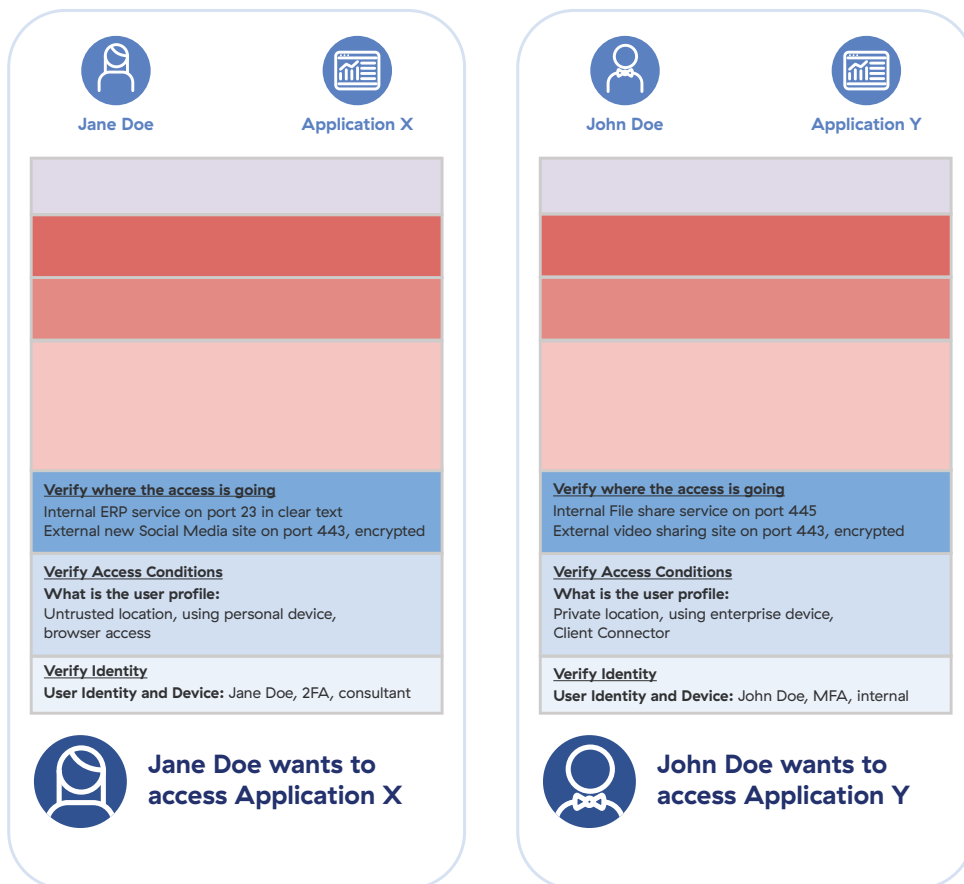 Jane Doe
Application X
Verify where the access is going
Internal ERP service on port 23 in clear text
External new Social Media site on port 443, encrypted
Verify Access Conditions
What is the user profile:
Untrusted location, using personal device,
browser access
Verify Identity
User Identity and Device: Jane Doe, 2FA, consultant
Jane Doe wants to
access Application X
John Doe
Application Y
Verify where the access is going
Internal File share service on port 445
External video sharing site on port 443, encrypted
Verify Access Conditions
What is the user profile:
Private location, using enterprise device,
Client Connector
Verify Identity
User Identity and Device: John Doe, MFA, internal
John Doe wants to
access Application Y